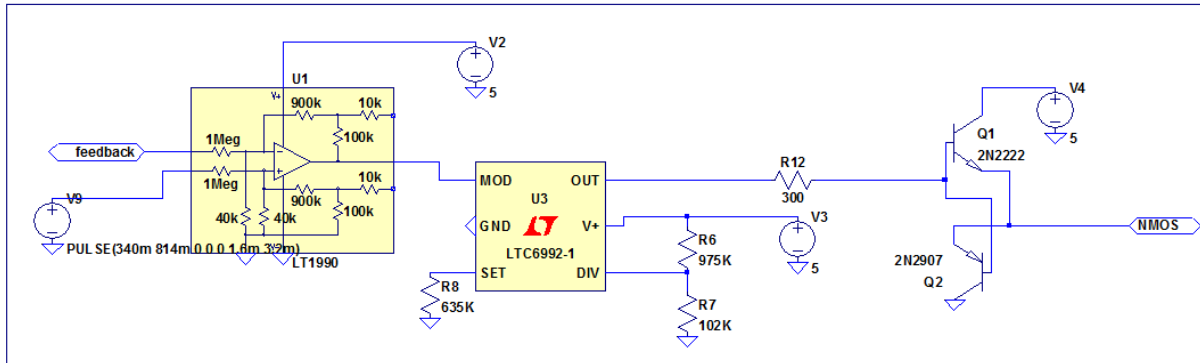 V2
5
U1
V+
900k
10k
100k
1Meg
feedback
1Meg
V9
900k
10k
100k
40k
40k
PULSE(340m 814m 0 0 0 1.6m 3.2m)
LT1990
MOD
OUT
U3
GND
V+
LTC6992-1
SET
DIV
R8
635K
R12
300
V3
5
R6
975K
R7
102K
V4
5
Q1
2N2222
NMOS
2N2907
Q2